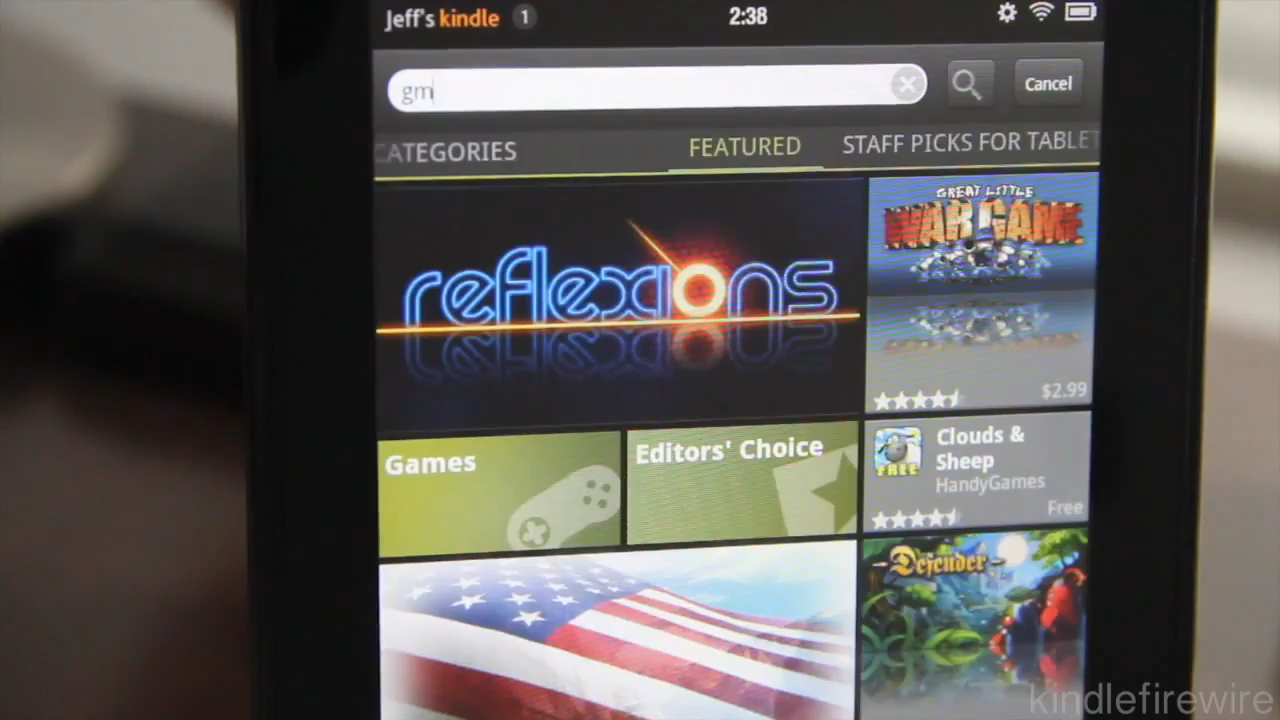 Jeff's kindle 1 2:38
gm Cancel
CATEGORIES FEATURED STAFF PICKS FOR TABLET
reflexions
GREAT LITTLE
WAR GAME
$2.99
Games
Editors' Choice
FREE
Clouds &
Sheep
HandyGames
Free
Defender
kindlefirewire